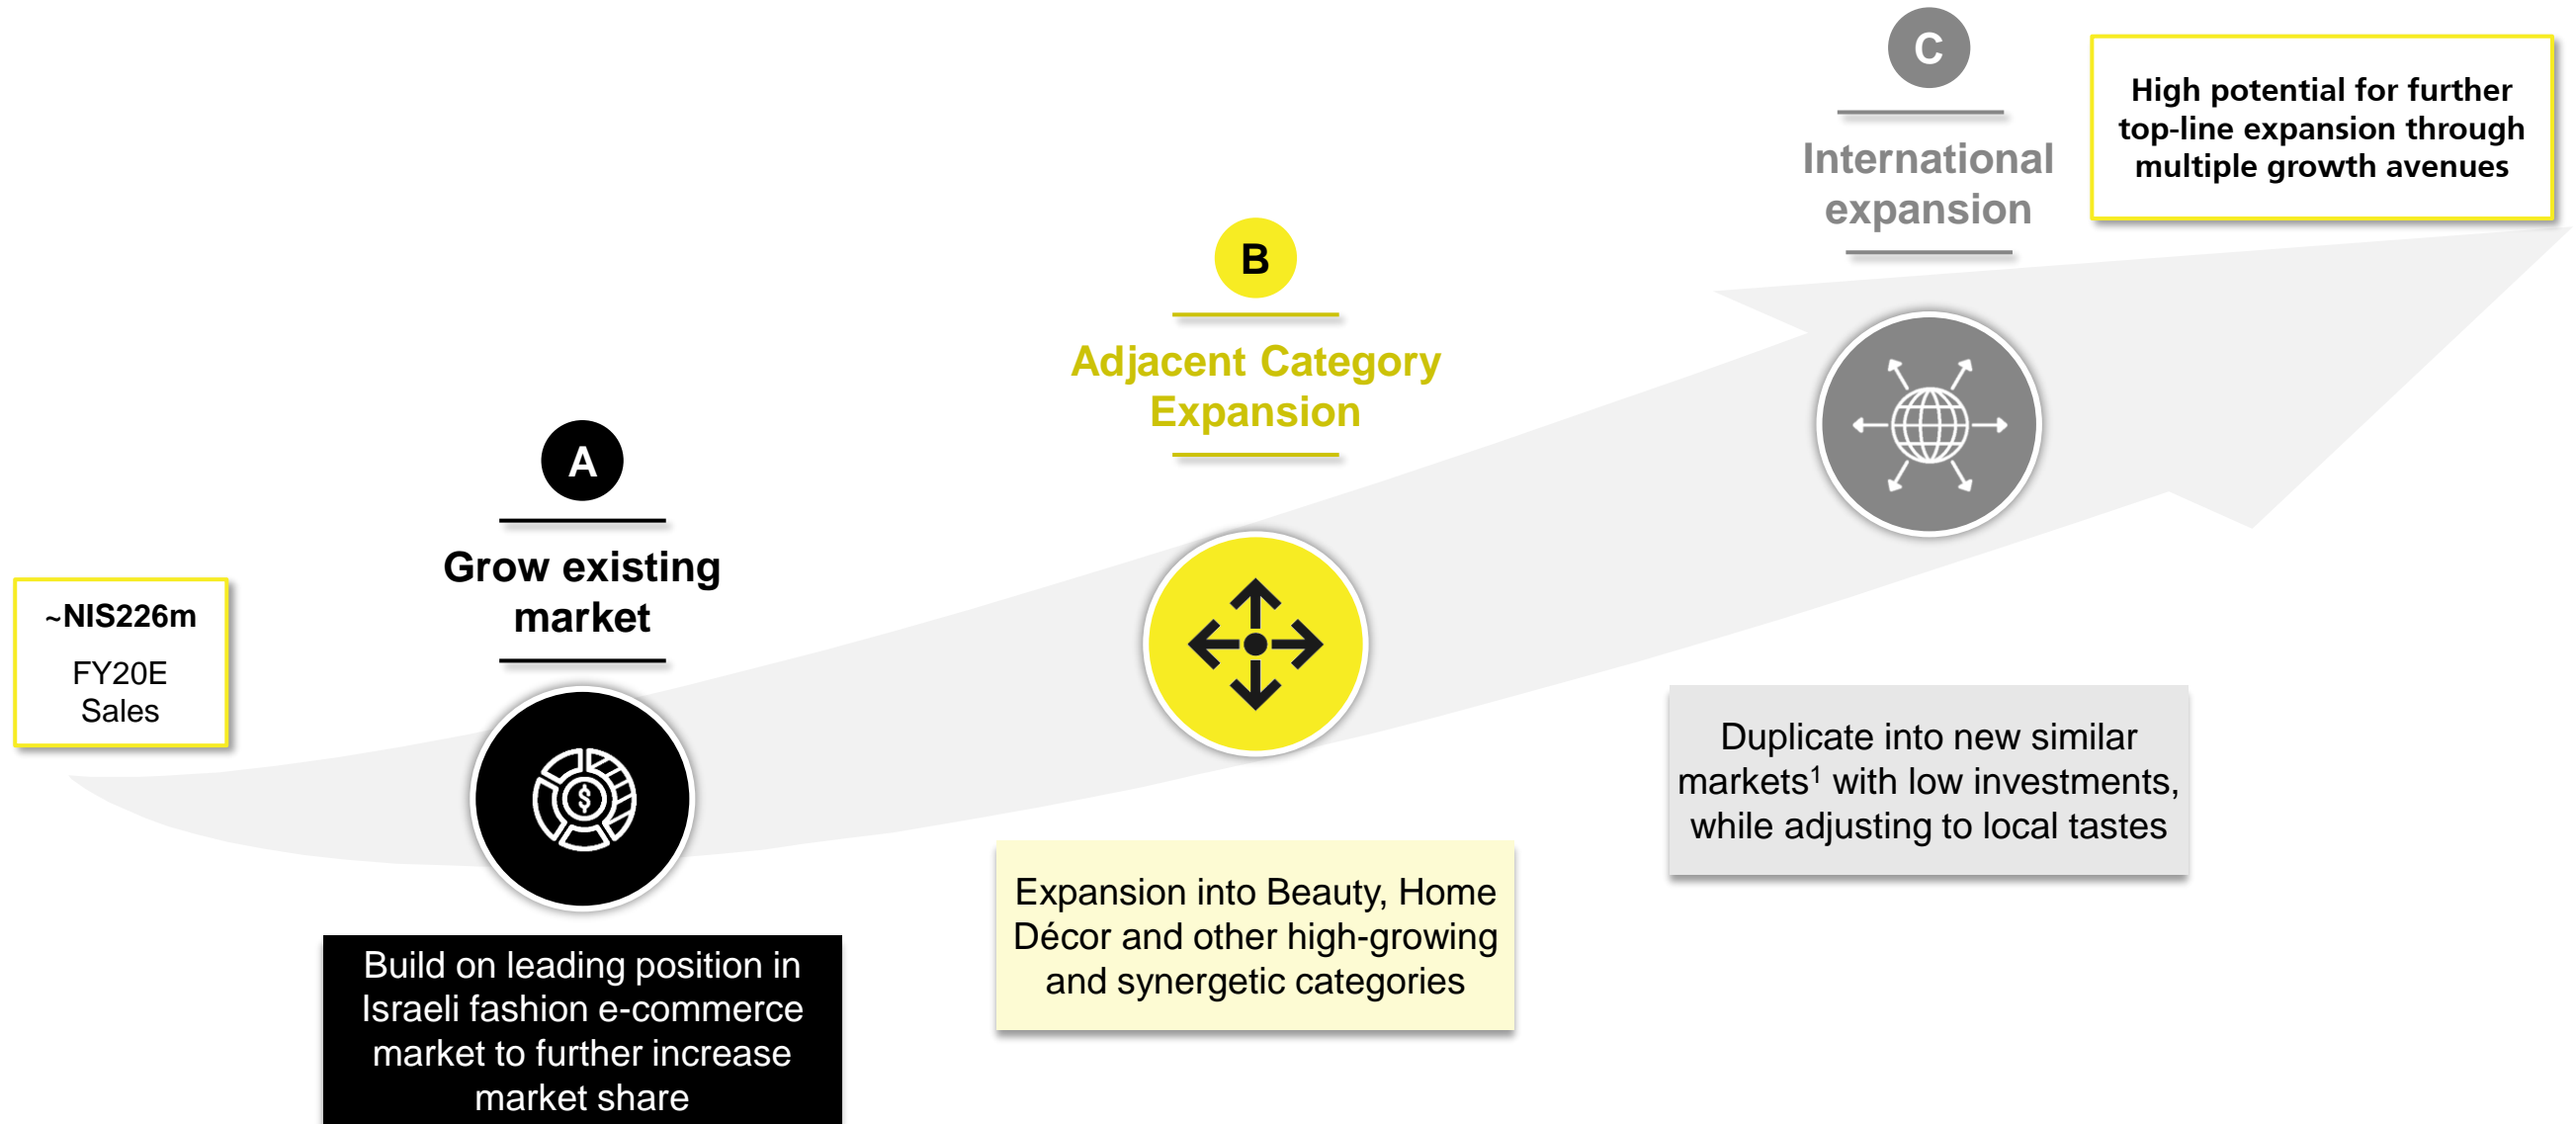 ~NIS226m
FY20E
Sales
A
Grow existing
market
$
Build on leading position in
Israeli fashion e-commerce
market to further increase
market share
B
Adjacent Category
Expansion
Expansion into Beauty, Home
Décor and other high-growing
and synergetic categories
C
International
expansion
Duplicate into new similar
markets¹ with low investments,
while adjusting to local tastes
High potential for further
top-line expansion through
multiple growth avenues